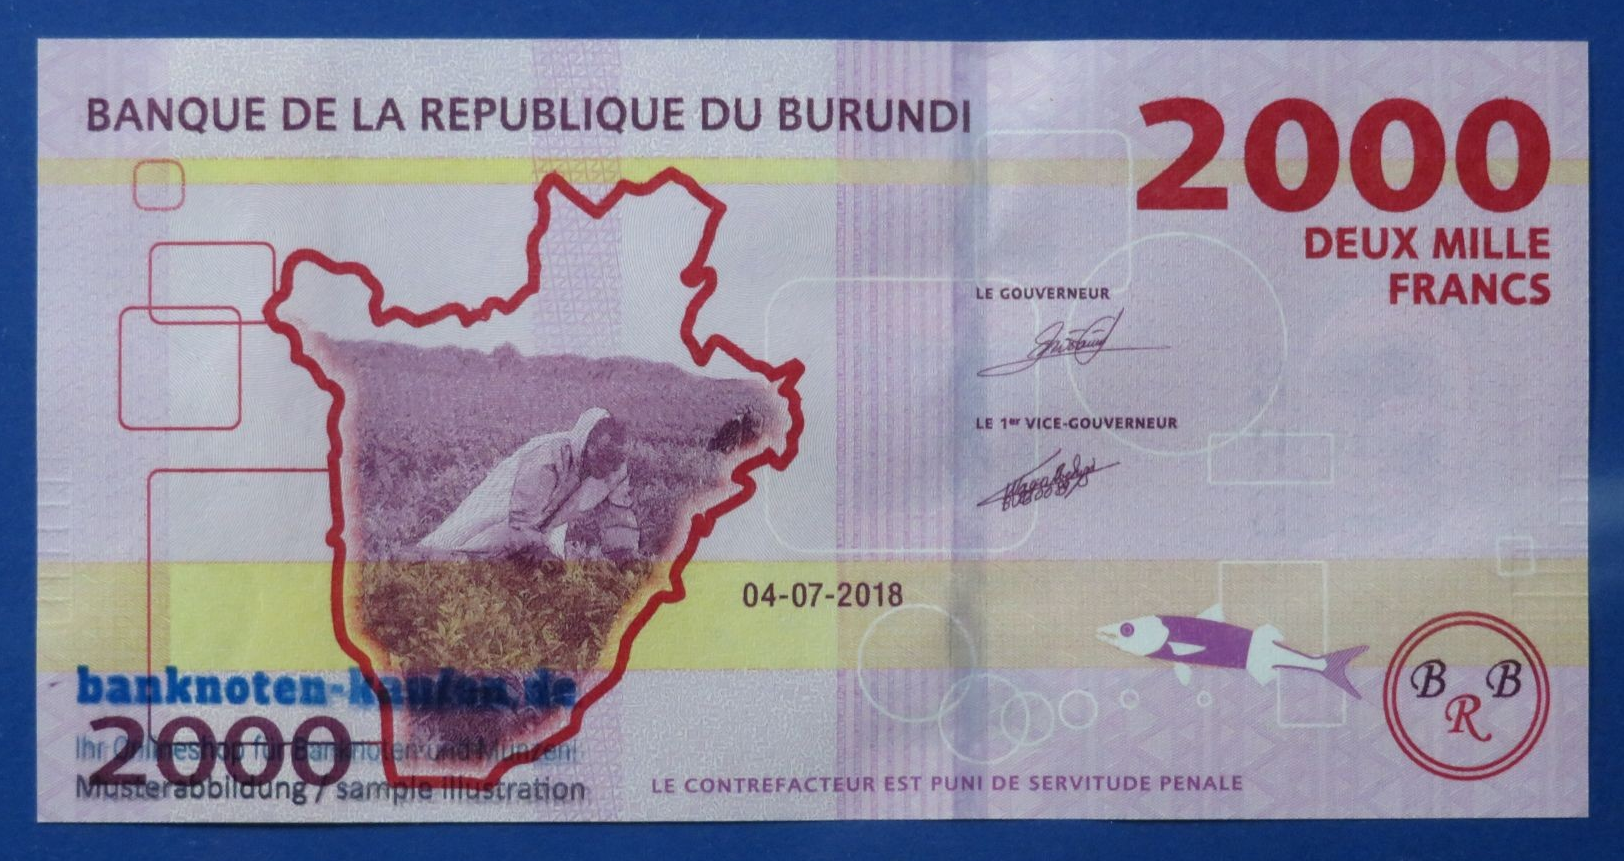 BANQUE DE LA REPUBLIQUE DU BURUNDI
2000
DEUX MILLE
FRANCS
LE GOUVERNEUR
LE 1er VICE-GOUVERNEUR
04-07-2018
B R B
banknoten-kaufen.de
2000
Ihr Onlineshop für Banknoten und Münzen!
Musterabbildung / sample illustration
LE CONTREFACTEUR EST PUNI DE SERVITUDE PENALE